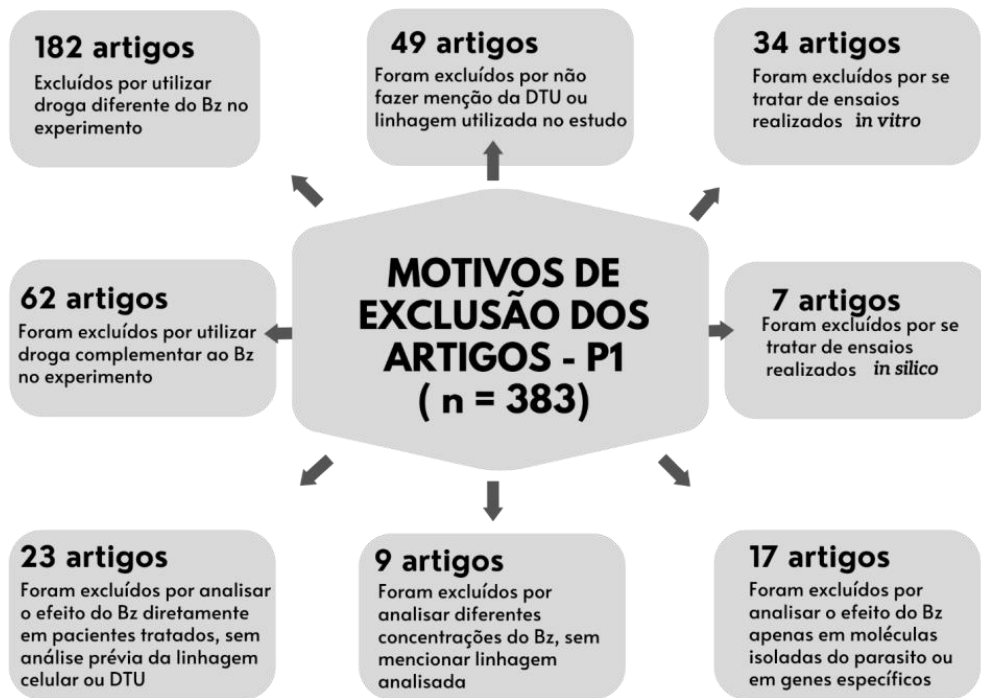 182 artigos
Excluídos por utilizar
droga diferente do Bz no
experimento
49 artigos
Foram excluídos por não
fazer menção da DTU ou
linhagem utilizada no estudo
34 artigos
Foram excluídos por se
tratar de ensaios
realizados in vitro
62 artigos
Foram excluídos por utilizar
droga complementar ao Bz
no experimento
MOTIVOS DE
EXCLUSÃO DOS
ARTIGOS - P1
( n = 383)
7 artigos
Foram excluídos por se
tratar de ensaios
realizados in silico
23 artigos
Foram excluídos por analisar
o efeito do Bz diretamente
em pacientes tratados, sem
análise prévia da linhagem
celular ou DTU
9 artigos
Foram excluídos por
analisar diferentes
concentrações do Bz, sem
mencionar linhagem
analisada
17 artigos
Foram excluídos por
analisar o efeito do Bz
apenas em moléculas
isoladas do parasito ou
em genes específicos